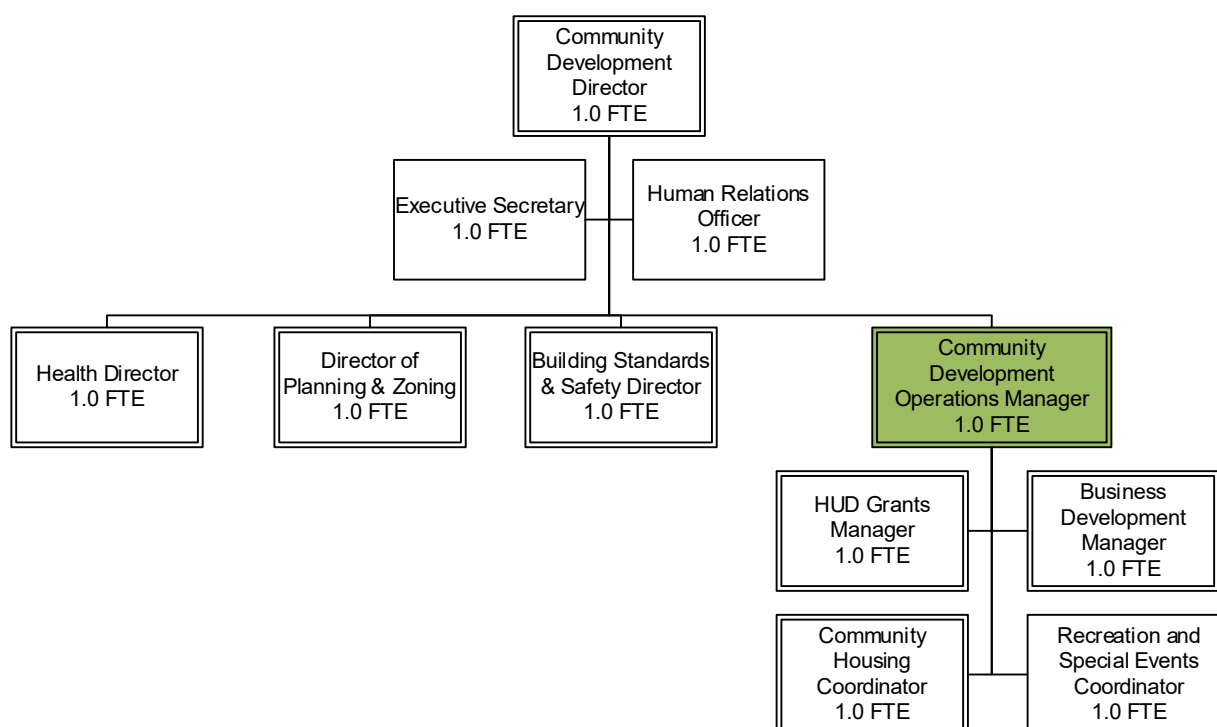 Community
Development
Director
1.0 FTE
Executive Secretary
1.0 FTE
Human Relations
Officer
1.0 FTE
Health Director
1.0 FTE
Director of
Planning & Zoning
1.0 FTE
Building Standards
& Safety Director
1.0 FTE
Community
Development
Operations Manager
1.0 FTE
HUD Grants
Manager
1.0 FTE
Business
Development
Manager
1.0 FTE
Community
Housing
Coordinator
1.0 FTE
Recreation and
Special Events
Coordinator
1.0 FTE